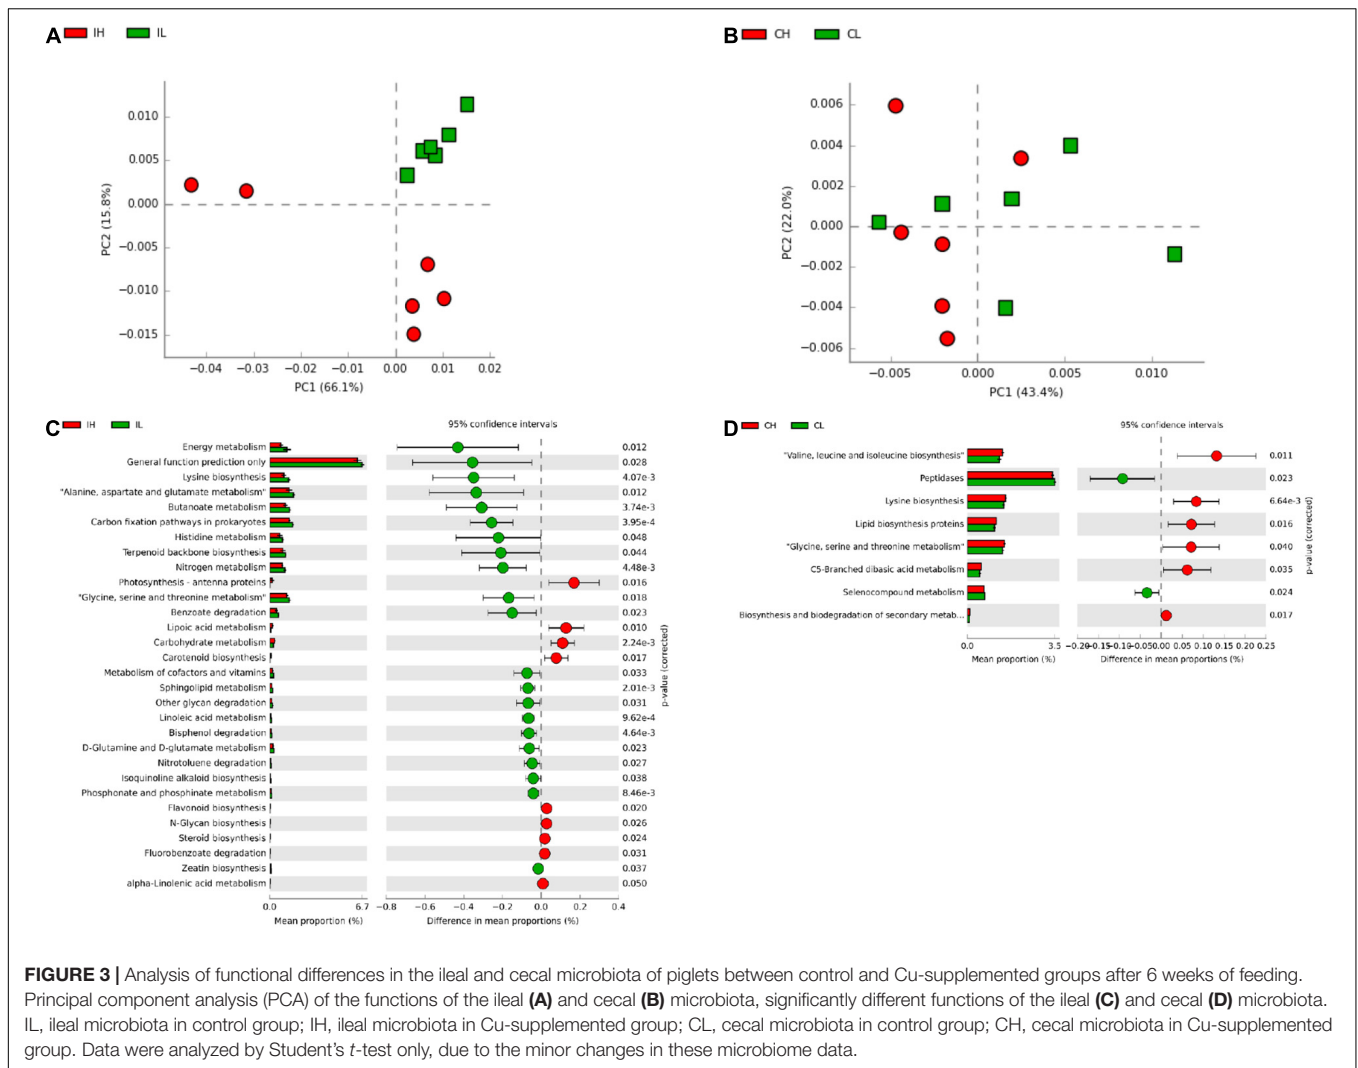 A IH IL
0.010
0.005
0.000
−0.005
−0.010
−0.015
PC2 (15.8%)
−0.04 −0.03 −0.02 −0.01 0.00 0.01 0.02
PC1 (66.1%)
B CH CL
0.006
0.004
0.002
0.000
−0.002
−0.004
−0.006
PC2 (22.0%)
−0.005 0.000 0.005 0.010
PC1 (43.4%)
C IH IL
95% confidence intervals
Energy metabolism 0.012
General function prediction only 0.028
Lysine biosynthesis 4.07e-3
"Alanine, aspartate and glutamate metabolism" 0.012
Butanoate metabolism 3.74e-3
Carbon fixation pathways in prokaryotes 3.95e-4
Histidine metabolism 0.048
Terpenoid backbone biosynthesis 0.044
Nitrogen metabolism 4.48e-3
Photosynthesis - antenna proteins 0.016
"Glycine, serine and threonine metabolism" 0.018
Benzoate degradation 0.023
Lipoic acid metabolism 0.010
Carbohydrate metabolism 2.24e-3
Carotenoid biosynthesis 0.017
Metabolism of cofactors and vitamins 0.033
Sphingolipid metabolism 2.01e-3
Other glycan degradation 0.031
Linoleic acid metabolism 9.62e-4
Bisphenol degradation 4.64e-3
D-Glutamine and D-glutamate metabolism 0.023
Nitrotoluene degradation 0.027
Isoquinoline alkaloid biosynthesis 0.038
Phosphonate and phosphinate metabolism 8.46e-3
Flavonoid biosynthesis 0.020
N-Glycan biosynthesis 0.026
Steroid biosynthesis 0.024
Fluorobenzoate degradation 0.031
Zeatin biosynthesis 0.037
alpha-Linolenic acid metabolism 0.050
p-value (corrected)
0.0 6.7 −0.8 −0.6 −0.4 −0.2 0.0 0.2 0.4
Mean proportion (%) Difference in mean proportions (%)
D CH CL
95% confidence intervals
"Valine, leucine and isoleucine biosynthesis" 0.011
Peptidases 0.023
Lysine biosynthesis 6.64e-3
Lipid biosynthesis proteins 0.016
"Glycine, serine and threonine metabolism" 0.040
C5-Branched dibasic acid metabolism 0.035
Selenocompound metabolism 0.024
Biosynthesis and biodegradation of secondary metab... 0.017
p-value (corrected)
0.0 3.5 −0.20−0.15−0.10−0.05 0.00 0.05 0.10 0.15 0.20 0.25
Mean proportion (%) Difference in mean proportions (%)
FIGURE 3 | Analysis of functional differences in the ileal and cecal microbiota of piglets between control and Cu-supplemented groups after 6 weeks of feeding.
Principal component analysis (PCA) of the functions of the ileal (A) and cecal (B) microbiota, significantly different functions of the ileal (C) and cecal (D) microbiota.
IL, ileal microbiota in control group; IH, ileal microbiota in Cu-supplemented group; CL, cecal microbiota in control group; CH, cecal microbiota in Cu-supplemented
group. Data were analyzed by Student's t-test only, due to the minor changes in these microbiome data.